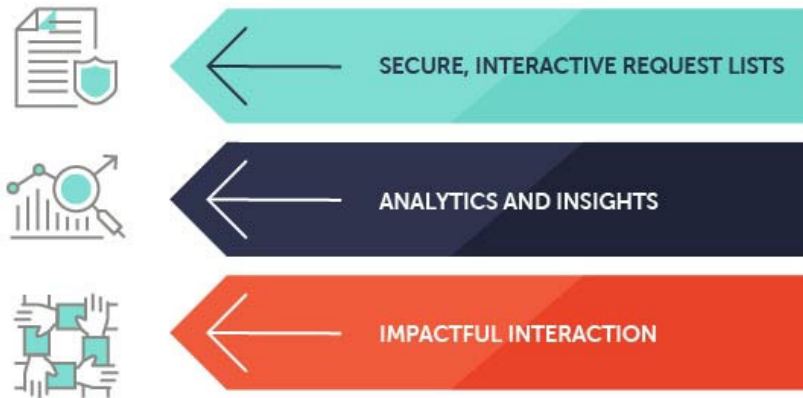 SECURE, INTERACTIVE REQUEST LISTS
ANALYTICS AND INSIGHTS
IMPACTFUL INTERACTION